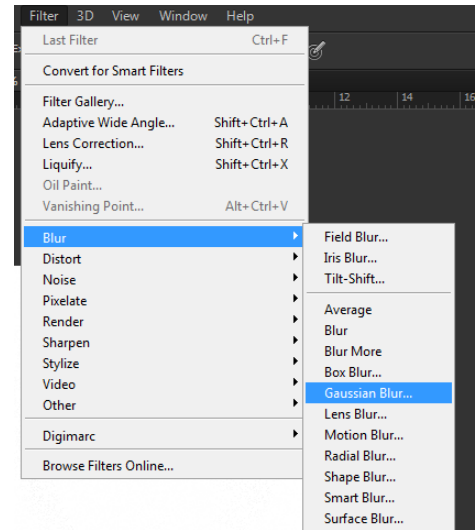 Filter 3D View Window Help
Last Filter Ctrl+F
Convert for Smart Filters
Filter Gallery...
Adaptive Wide Angle... Shift+Ctrl+A
Lens Correction... Shift+Ctrl+R
Liquify... Shift+Ctrl+X
Oil Paint...
Vanishing Point... Alt+Ctrl+V
Blur
Distort
Noise
Pixelate
Render
Sharpen
Stylize
Video
Other
Digimarc
Browse Filters Online...
12 14 16
Field Blur...
Iris Blur...
Tilt-Shift...
Average
Blur
Blur More
Box Blur...
Gaussian Blur...
Lens Blur...
Motion Blur...
Radial Blur...
Shape Blur...
Smart Blur...
Surface Blur...